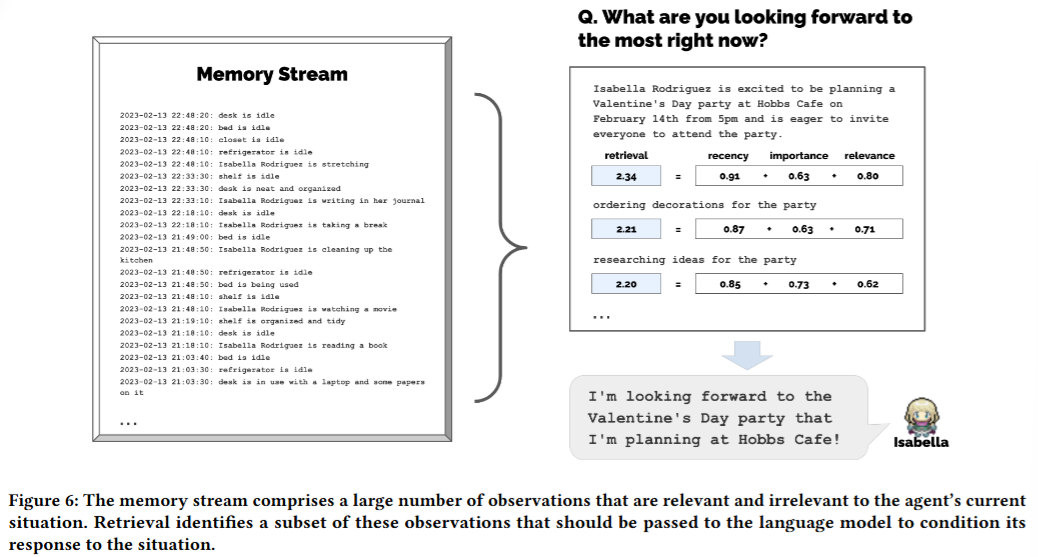 Memory Stream
2023-02-13 22:48:20: desk is idle
2023-02-13 22:48:20: bed is idle
2023-02-13 22:48:10: closet is idle
2023-02-13 22:48:10: refrigerator is idle
2023-02-13 22:48:10: Isabella Rodriguez is stretching
2023-02-13 22:33:30: shelf is idle
2023-02-13 22:33:30: desk is neat and organized
2023-02-13 22:33:10: Isabella Rodriguez is writing in her journal
2023-02-13 22:18:10: desk is idle
2023-02-13 22:18:10: Isabella Rodriguez is taking a break
2023-02-13 21:49:00: bed is idle
2023-02-13 21:48:50: Isabella Rodriguez is cleaning up the
kitchen
2023-02-13 21:48:50: refrigerator is idle
2023-02-13 21:48:50: bed is being used
2023-02-13 21:48:10: shelf is idle
2023-02-13 21:48:10: Isabella Rodriguez is watching a movie
2023-02-13 21:19:10: shelf is organized and tidy
2023-02-13 21:18:10: desk is idle
2023-02-13 21:18:10: Isabella Rodriguez is reading a book
2023-02-13 21:03:40: bed is idle
2023-02-13 21:03:30: refrigerator is idle
2023-02-13 21:03:30: desk is in use with a laptop and some papers
on it
...
Q. What are you looking forward to
the most right now?
Isabella Rodriguez is excited to be planning a
Valentine's Day party at Hobbs Cafe on
February 14th from 5pm and is eager to invite
everyone to attend the party.
retrieval recency importance relevance
2.34 = 0.91 + 0.63 + 0.80
ordering decorations for the party
2.21 = 0.87 + 0.63 + 0.71
researching ideas for the party
2.20 = 0.85 + 0.73 + 0.62
...
I'm looking forward to the
Valentine's Day party that
I'm planning at Hobbs Cafe!
Isabella
Figure 6: The memory stream comprises a large number of observations that are relevant and irrelevant to the agent's current
situation. Retrieval identifies a subset of these observations that should be passed to the language model to condition its
response to the situation.